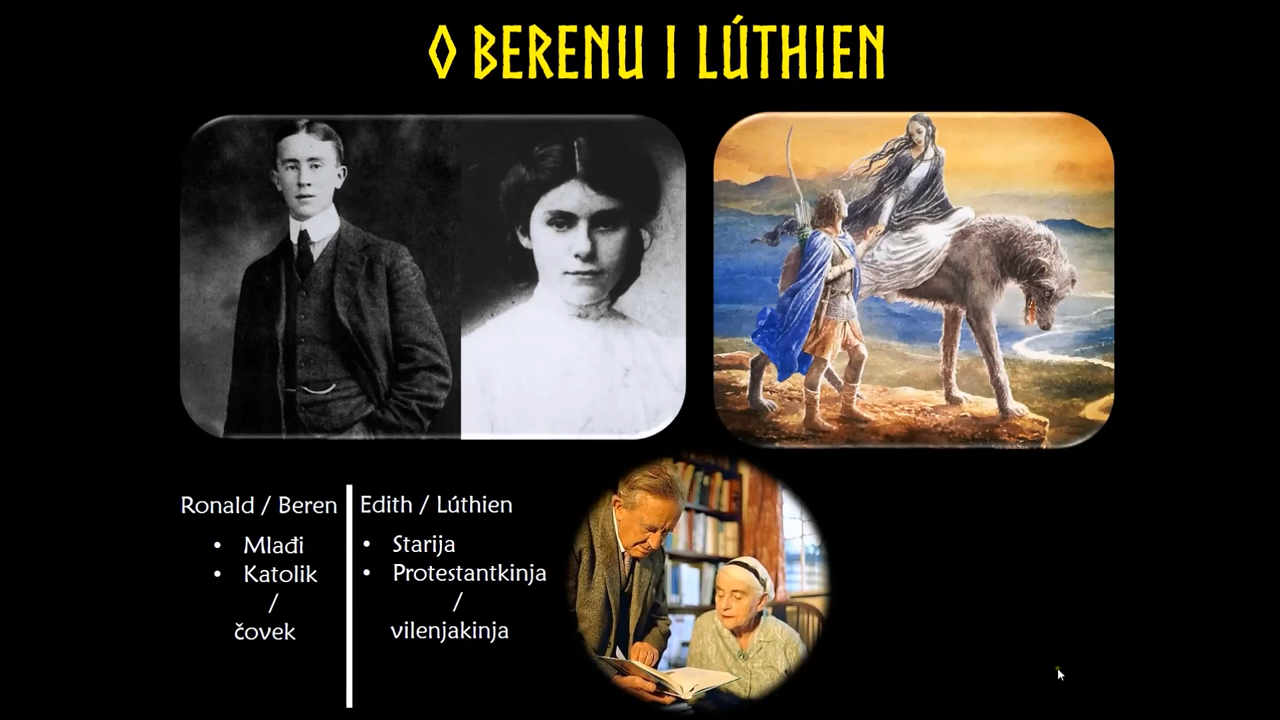 O BERENU I LÚTHIEN
Ronald / Beren
• Mlađi
• Katolik
/
čovek
Edith / Lúthien
• Starija
• Protestantkinja
/
vilenjakinja